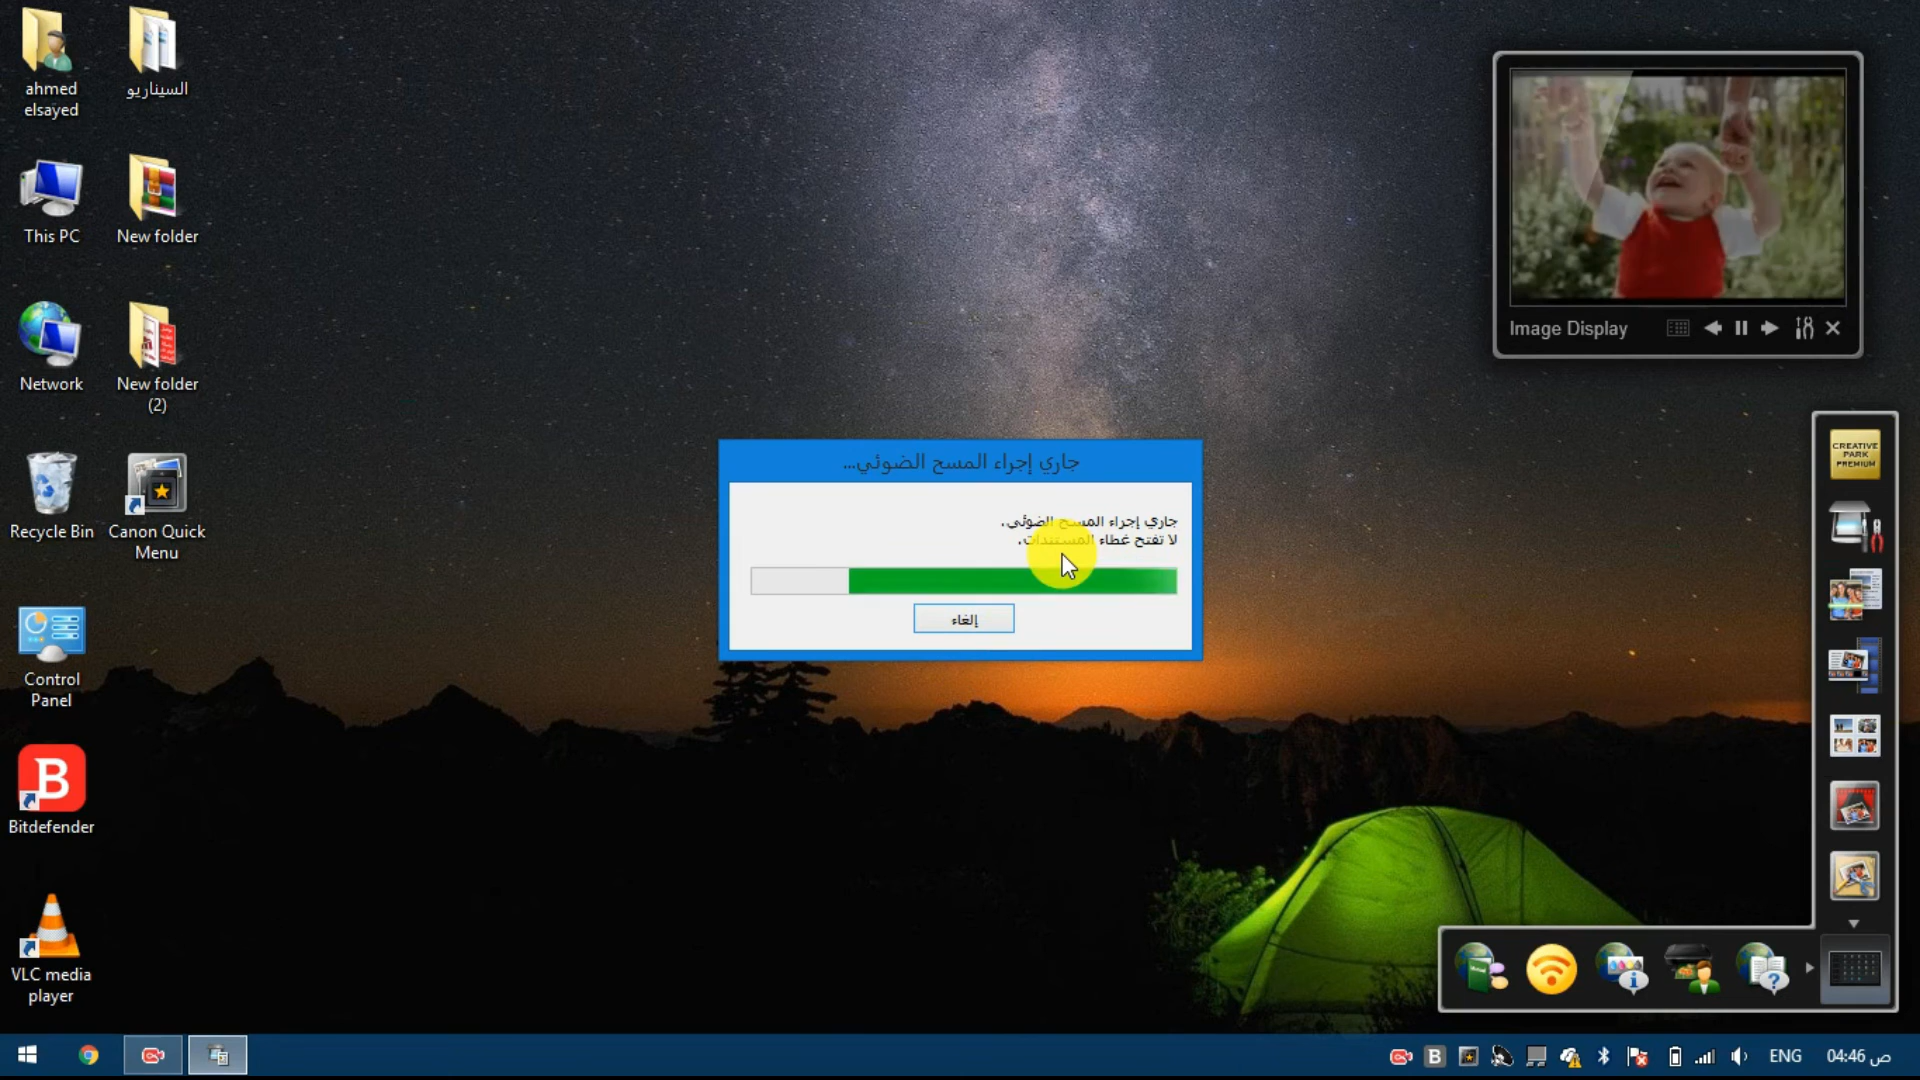 ahmed
elsayed
السيناريو
This PC
New folder
Network
New folder
(2)
Recycle Bin
Canon Quick
Menu
Control
Panel
B
Bitdefender
VLC media
player
Image Display
جاري إجراء المسح الضوئي...
جاري إجراء المسح الضوئي.
لا تفتح غطاء المستندات.
إلغاء
CREATIVE
PARK
PREMIUM
B
ENG
04:46 ص